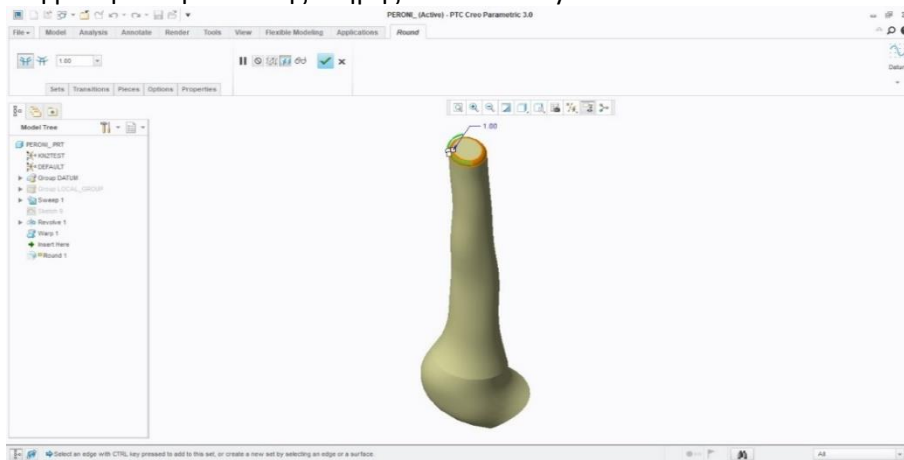 PERONI_ (Active) - PTC Creo Parametric 3.0
File Model Analysis Annotate Render Tools View Flexible Modeling Applications Round
1.00
Sets Transitions Pieces Options Properties
Datum
Model Tree
PERONI_.PRT
KNZTEST
DEFAULT
Group DATUM
Group LOCAL_GROUP
Sweep 1
Revolve 1
Warp 1
Insert Here
Round 1
1.00
Select an edge with CTRL key pressed to add to this set, or create a new set by selecting an edge or a surface.
All